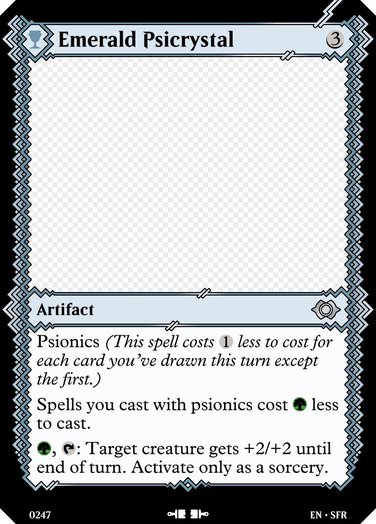 Emerald Psicrystal 3
Artifact
Psionics (This spell costs 1 less to cost for
each card you've drawn this turn except
the first.)
Spells you cast with psionics cost less
to cast.
, : Target creature gets +2/+2 until
end of turn. Activate only as a sorcery.
0247 EN • SFR